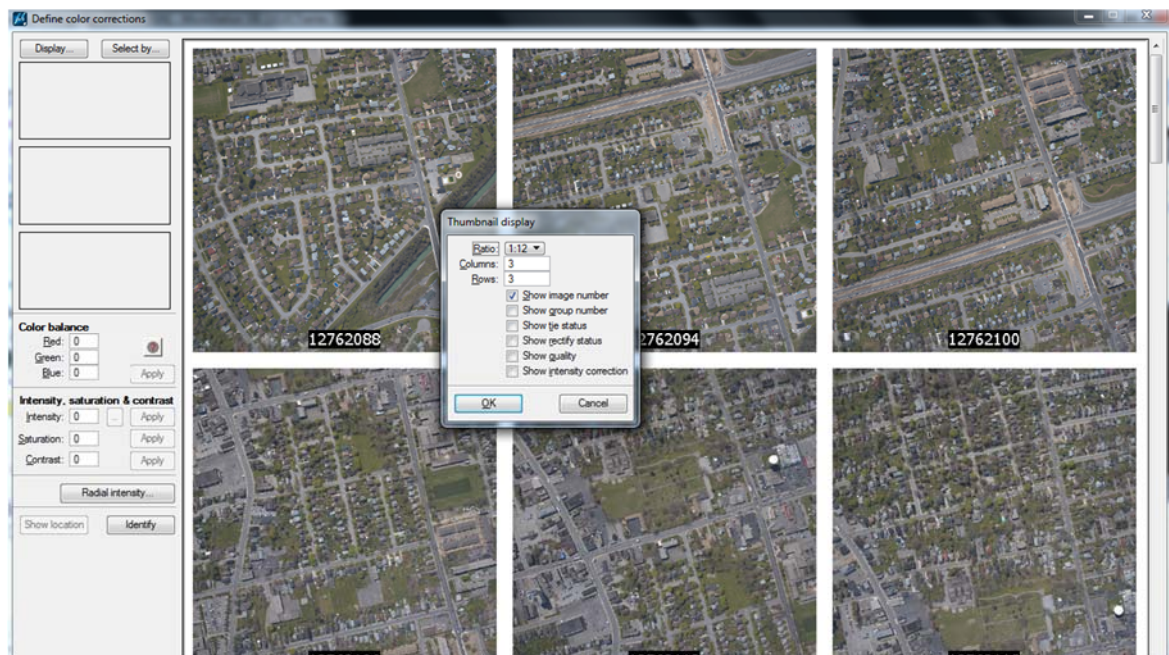 Define color corrections
Display... Select by...
Thumbnail display
Ratio: 1:12
Columns: 3
Rows: 3
Show image number
Show group number
Show tie status
Show rectify status
Show quality
Show intensity correction
OK Cancel
12762088 2762094 12762100
Color balance
Red: 0
Green: 0
Blue: 0 Apply
Intensity, saturation & contrast
Intensity: 0 .. Apply
Saturation: 0 Apply
Contrast: 0 Apply
Radial intensity...
Show location Identify